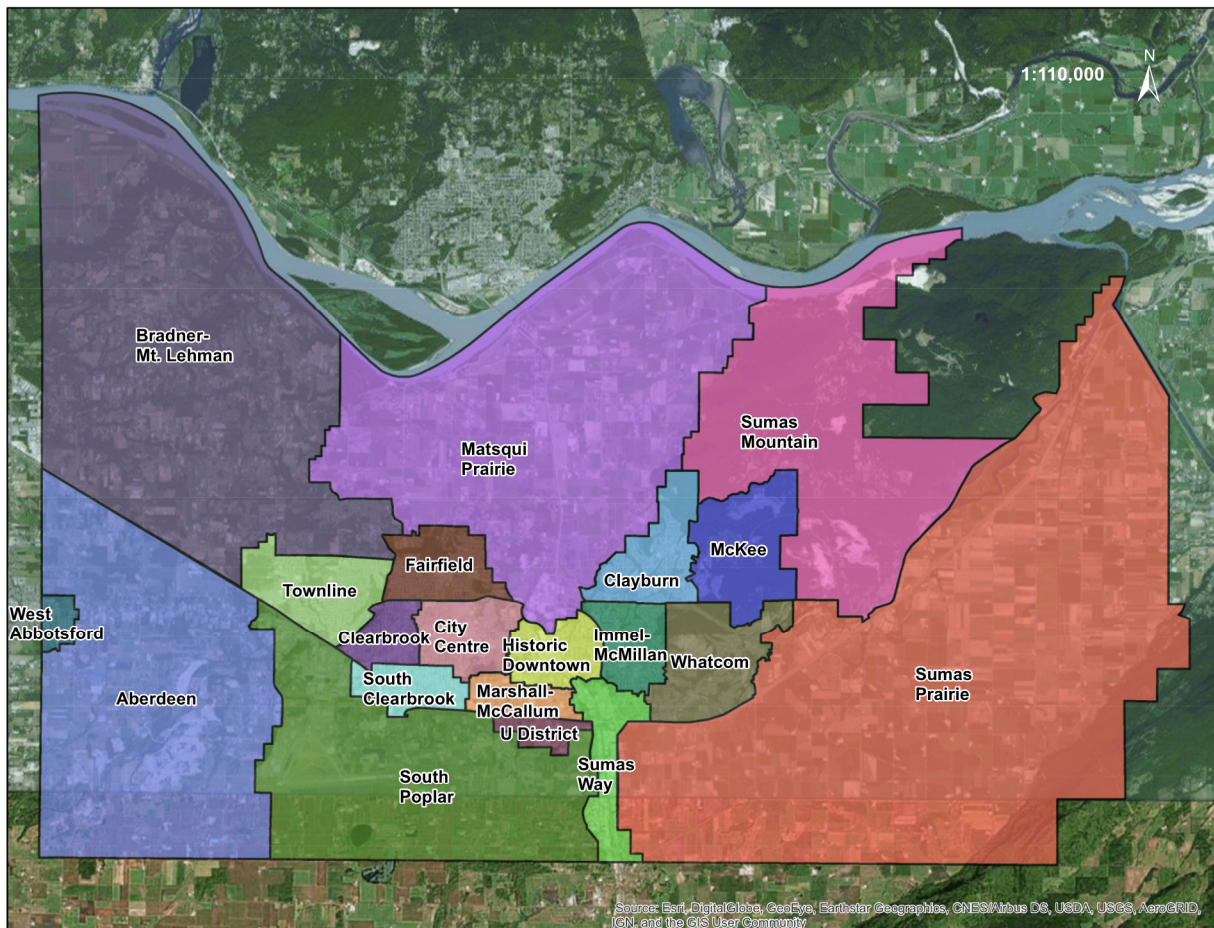 N
1:110,000
Bradner-
Mt. Lehman
Matsqui
Prairie
Sumas
Mountain
Fairfield
McKee
Clayburn
Townline
West
Abbotsford
Clearbrook
City
Centre
Historic
Downtown
Immel-
McMillan
Whatcom
Aberdeen
South
Clearbrook
Marshall-
McCallum
Sumas
Prairie
U District
Sumas
Way
South
Poplar
Source: Esri, DigitalGlobe, GeoEye, Earthstar Geographics, CNES/Airbus DS, USDA, USGS, AeroGRID,
IGN, and the GIS User Community